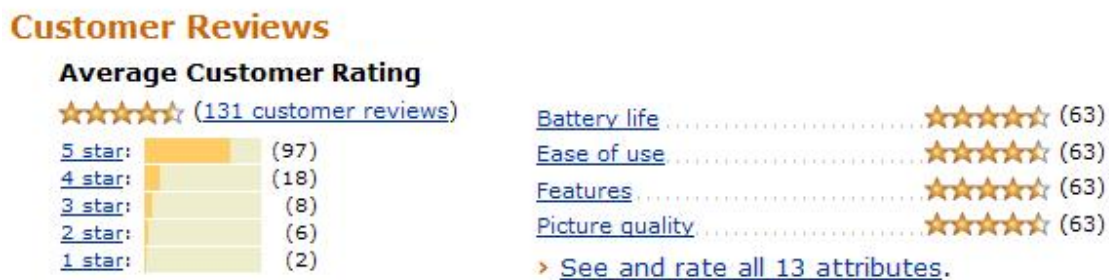 Customer Reviews
Average Customer Rating
(131 customer reviews)
5 star: (97)
4 star: (18)
3 star: (8)
2 star: (6)
1 star: (2)
Battery life (63)
Ease of use (63)
Features (63)
Picture quality (63)
› See and rate all 13 attributes.